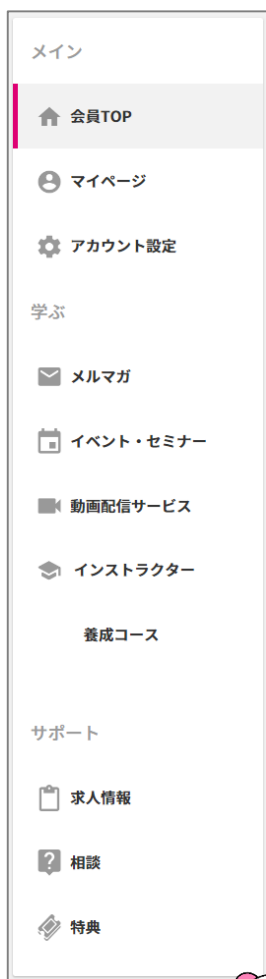 メイン
会員TOP
マイページ
アカウント設定
学ぶ
メルマガ
イベント・セミナー
動画配信サービス
インストラクター
養成コース
サポート
求人情報
相談
特典